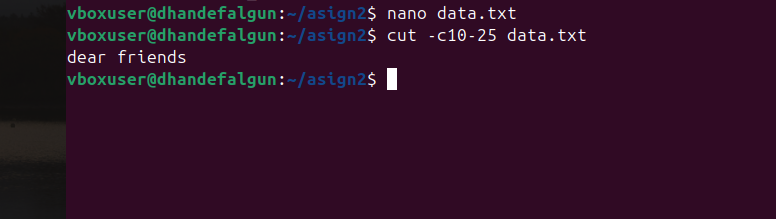 vboxuser@dhandefalgun:~/asign2$ nano data.txt
vboxuser@dhandefalgun:~/asign2$ cut -c10-25 data.txt
dear friends
vboxuser@dhandefalgun:~/asign2$